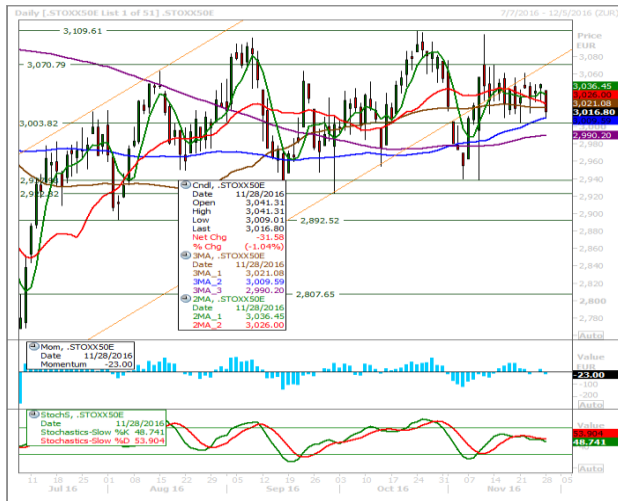 Daily [.STOXX50E List 1 of 51] .STOXX50E
7/7/2016 - 12/5/2016 (ZUR)
Price
EUR
3,109.61
3,070.79
3,003.82
2,892.52
2,807.65
3,080
3,060
3,036.45
3,026.00
3,021.08
3,016.80
2,990.20
2,980
2,960
2,940
2,920
2,900
2,880
2,860
2,840
2,820
2,800
2,780
Auto
Cndl, .STOXX50E
Date 11/28/2016
Open 3,041.31
High 3,041.31
Low 3,009.01
Last 3,016.80
Net Chg -31.58
% Chg (-1.04%)
3MA, .STOXX50E
Date 11/28/2016
3MA_1 3,021.08
3MA_2 3,009.59
3MA_3 2,990.20
2MA, .STOXX50E
Date 11/28/2016
2MA_1 3,036.45
2MA_2 3,026.00
Mom, .STOXX50E
Date 11/28/2016
Momentum -23.00
Value
EUR
-23.00
-100
-200
Auto
StochS, .STOXX50E
Date 11/28/2016
Stochastics-Slow %K 48.741
Stochastics-Slow %D 53.904
Value
53.904
48.741
Auto
11 18 25 01 08 15 22 29 05 12 19 26 03 10 17 24 31 07 14 21 28 05
Jul 16 Aug 16 Sep 16 Oct 16 Nov 16